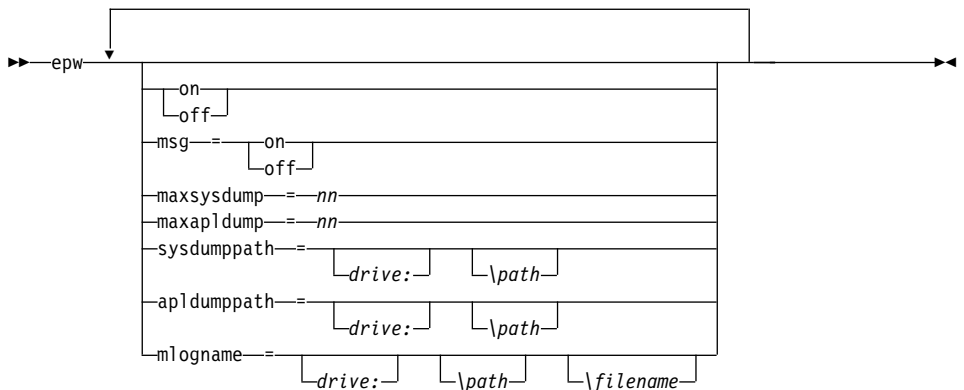 epw
on
off
msg = on
off
maxsysdump = nn
maxapldump = nn
sysdumppath =
drive: \path
apldumppath =
drive: \path
mlogname =
drive: \path \filename